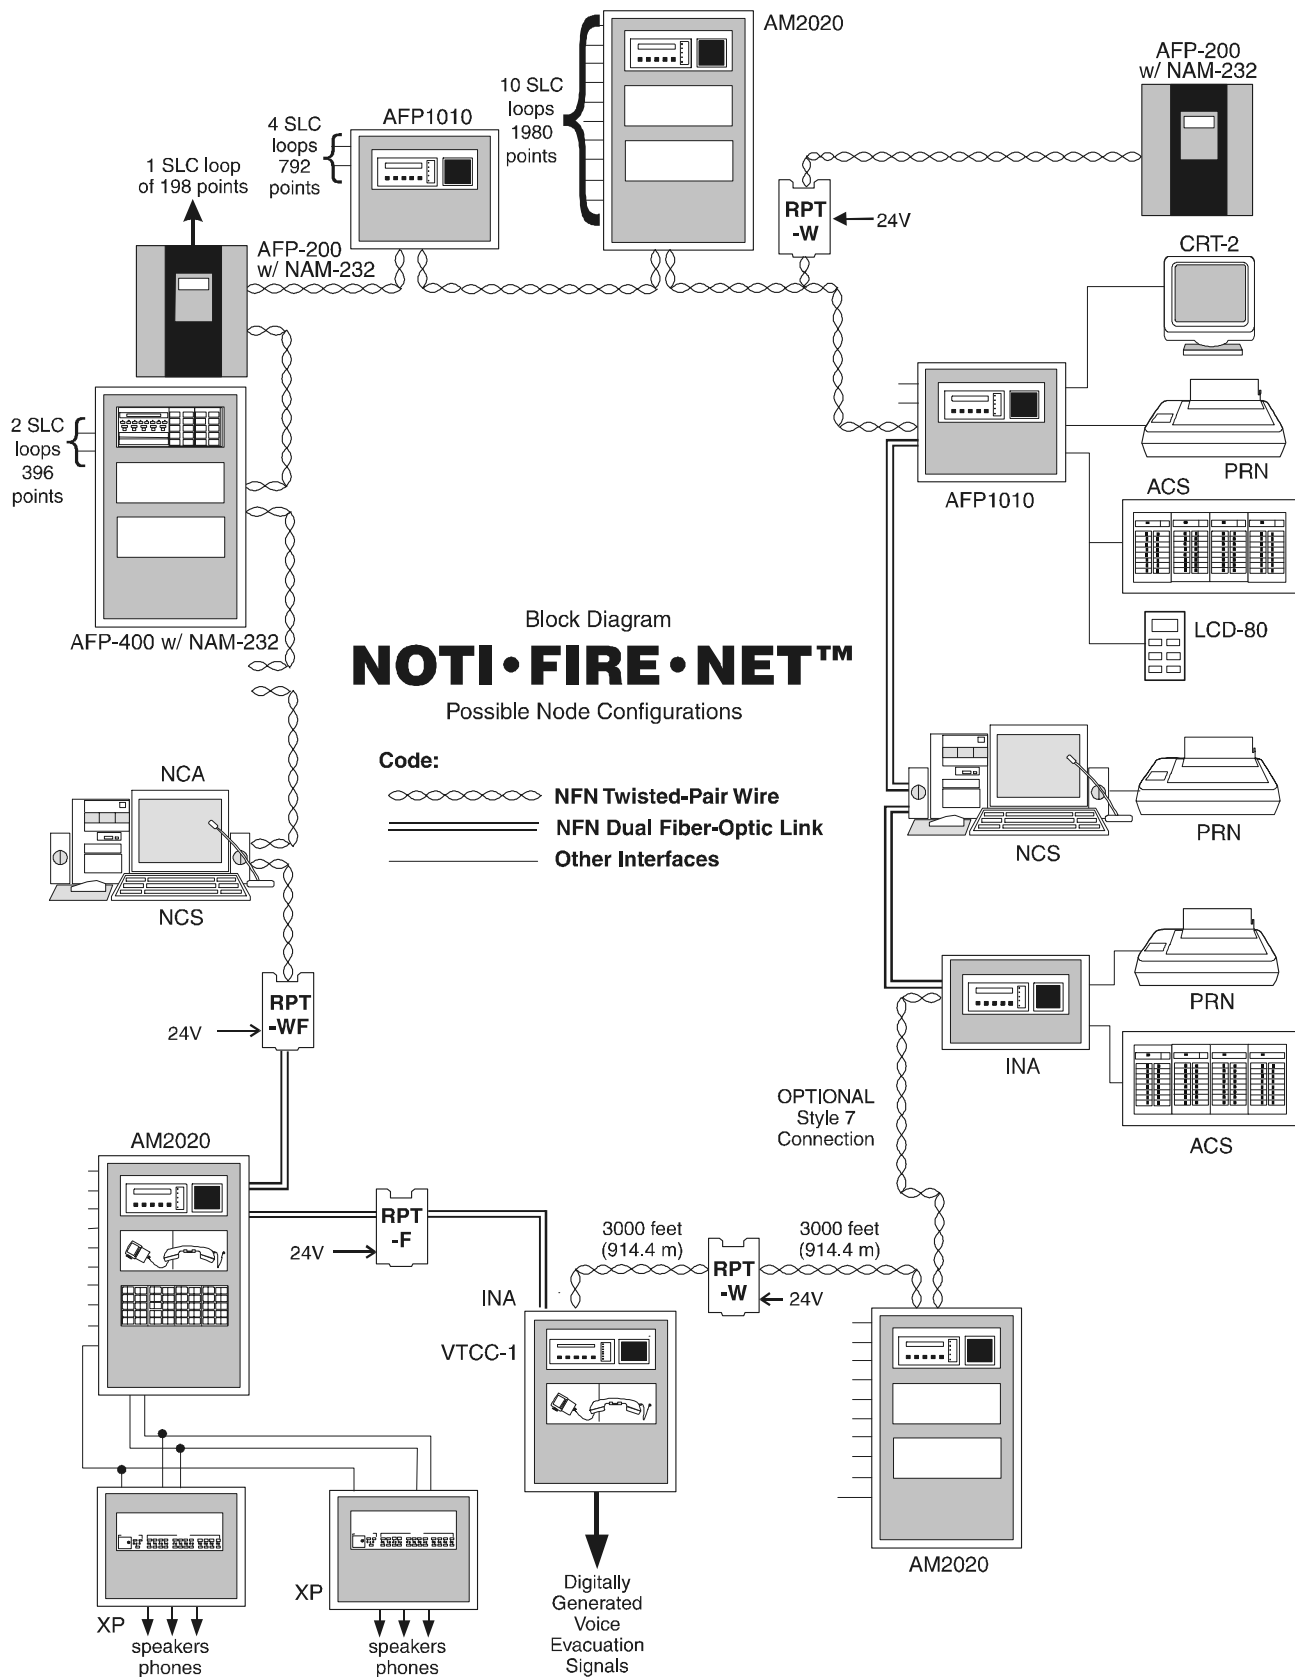 AM2020
AFP-200
w/ NAM-232
10 SLC
loops
1980
points
AFP1010
4 SLC
loops
792
points
1 SLC loop
of 198 points
RPT
-W
24V
AFP-200
w/ NAM-232
CRT-2
2 SLC
loops
396
points
PRN
AFP1010
ACS
AFP-400 w/ NAM-232
LCD-80
Block Diagram
NOTI•FIRE•NET™
Possible Node Configurations
Code:
NFN Twisted-Pair Wire
NFN Dual Fiber-Optic Link
Other Interfaces
NCA
NCS
NCS
PRN
RPT
-WF
24V
PRN
INA
OPTIONAL
Style 7
Connection
ACS
AM2020
RPT
-F
24V
3000 feet
(914.4 m)
3000 feet
(914.4 m)
RPT
-W
24V
INA
VTCC-1
AM2020
XP
XP
speakers
phones
speakers
phones
Digitally
Generated
Voice
Evacuation
Signals